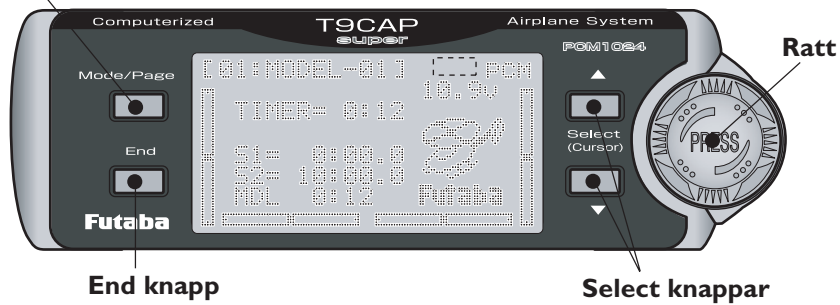 Computerized T9CAP Airplane System
super
PCM1024
Mode/Page
End
Futaba
[01:MODEL-01] PCM
10.9v
TIMER- 0:12
S1= 0:00.0
S2= 10:00.0
MDL 0:12 Futaba
Select
(Cursor)
PRESS
Ratt
End knapp
Select knappar